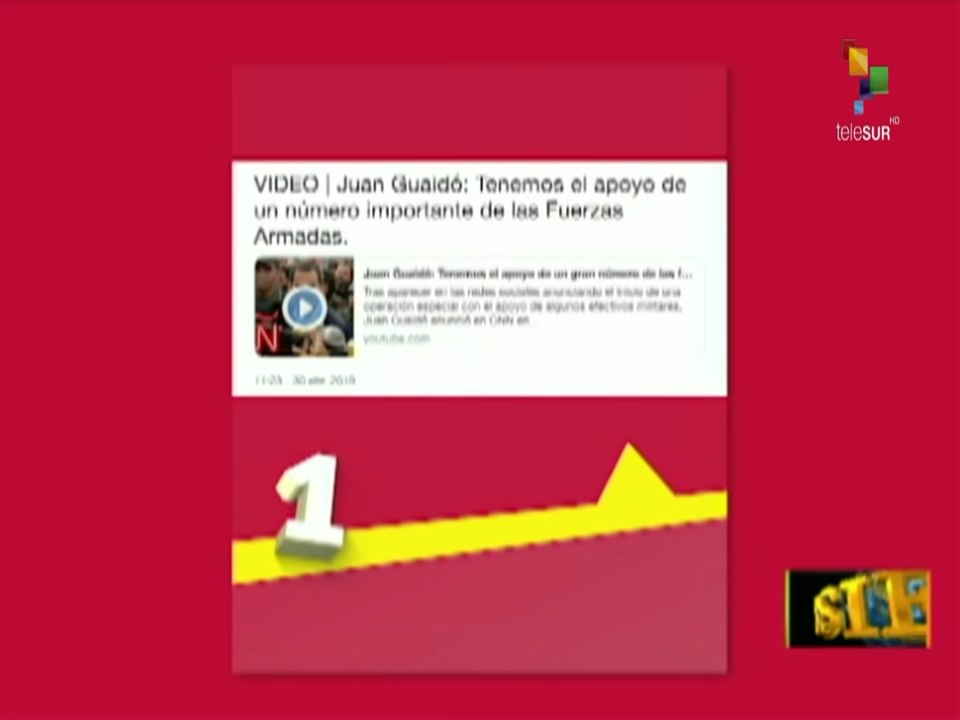 teleSUR HD
VIDEO | Juan Guaidó: Tenemos el apoyo de
un número importante de las Fuerzas
Armadas.
Juan Guaidó: Tenemos el apoyo de un gran número de las f...
Tras aparecer en las redes sociales anunciando el inicio de una
operación especial con el apoyo de algunos efectivos militares,
Juan Guaidó anunció en CNN en...
youtube.com
Ñ
11:23 - 30 abr. 2019
1